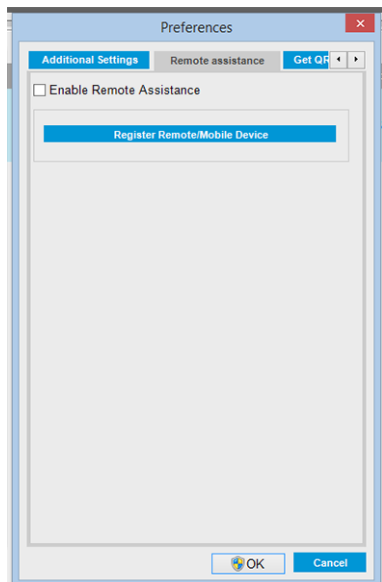 Preferences
Additional Settings
Remote assistance
Get QR
Enable Remote Assistance
Register Remote/Mobile Device
OK
Cancel